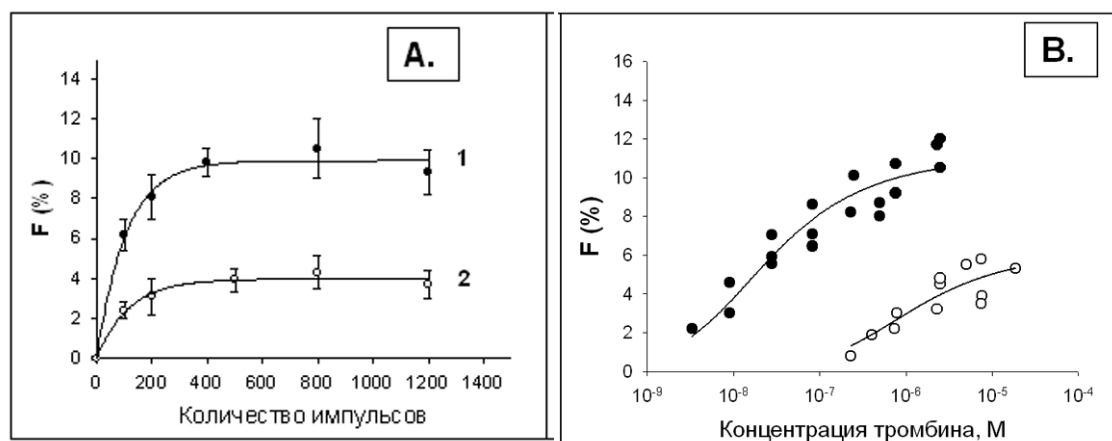 A.
14
12
10
8
6
4
2
0
F (%)
1
2
0 200 400 600 800 1000 1200 1400
Количество импульсов
B.
16
14
12
10
8
6
4
2
0
F (%)
10⁻⁹ 10⁻⁸ 10⁻⁷ 10⁻⁶ 10⁻⁵ 10⁻⁴
Концентрация тромбина, М